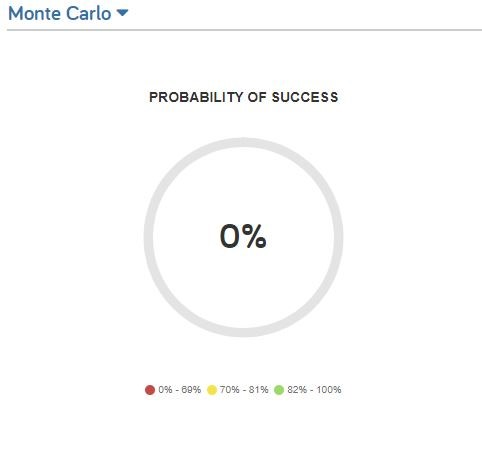 Monte Carlo
PROBABILITY OF SUCCESS
0%
0% - 69% 70% - 81% 82% - 100%